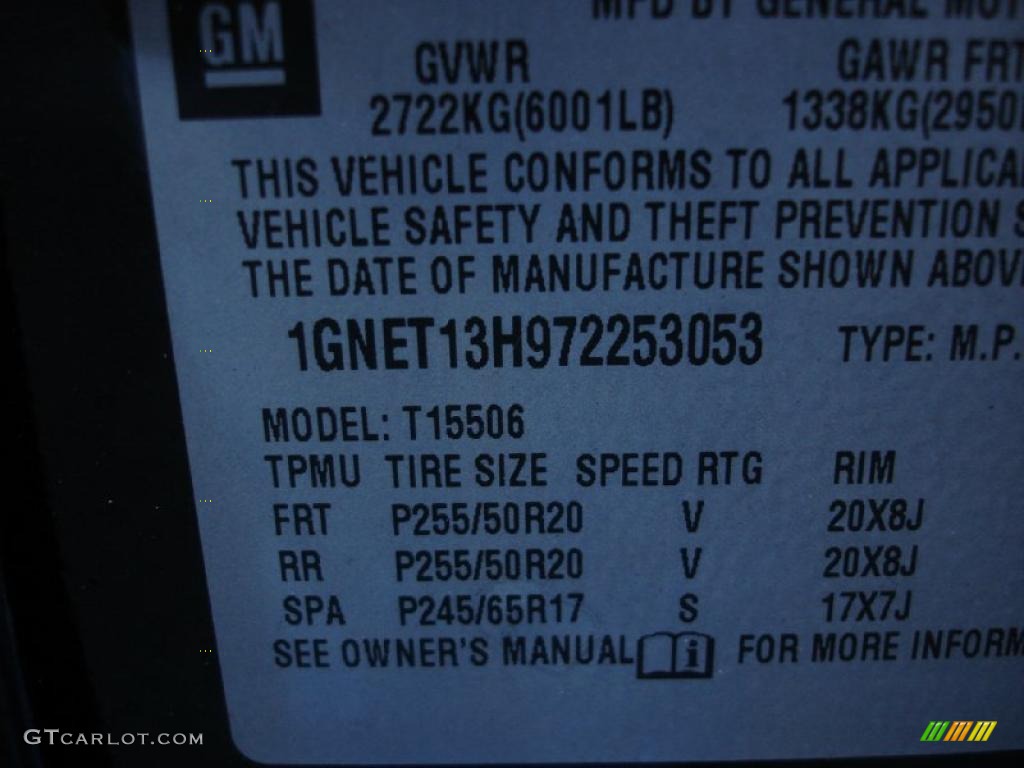 GM
MFD BY GENERAL MOT
GVWR GAWR FRT
2722KG(6001LB) 1338KG(2950
THIS VEHICLE CONFORMS TO ALL APPLICA
VEHICLE SAFETY AND THEFT PREVENTION S
THE DATE OF MANUFACTURE SHOWN ABOV
1GNET13H972253053 TYPE: M.P.
MODEL: T15506
TPMU TIRE SIZE SPEED RTG RIM
FRT P255/50R20 V 20X8J
RR P255/50R20 V 20X8J
SPA P245/65R17 S 17X7J
SEE OWNER'S MANUAL i FOR MORE INFORM
GTCARLOT.COM